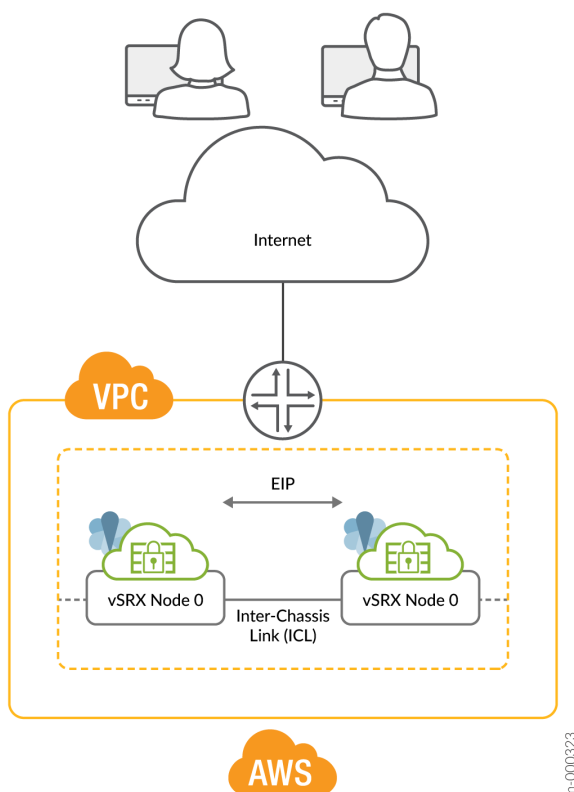 Internet
VPC
EIP
vSRX Node 0
vSRX Node 0
Inter-Chassis
Link (ICL)
AWS